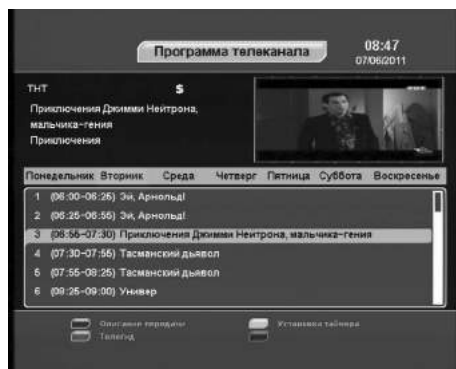 Программа телеканала
08:47
07/06/2011
ТНТ
S
Приключения Джимми Нейтрона,
мальчика-гения
Приключения
Понедельник Вторник Среда Четверг Пятница Суббота Воскресенье
1 (06:00-06:25) Эй, Арнольд!
2 (06:25-06:55) Эй, Арнольд!
3 (06:55-07:30) Приключения Джимми Нейтрона, мальчика-гения
4 (07:30-07:55) Тасманский дьявол
5 (07:55-08:25) Тасманский дьявол
6 (08:25-09:00) Универ
Описание передачи
Установка таймера
Телегид